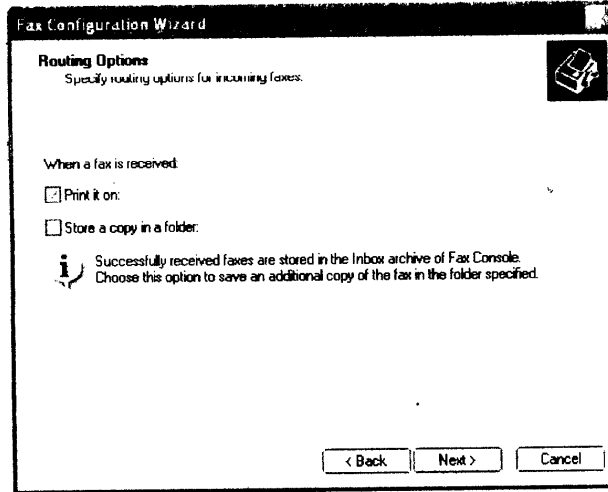 Fax Configuration Wizard
Routing Options
Specify routing options for incoming faxes.
When a fax is received:
Print it on:
Store a copy in a folder:
Successfully received faxes are stored in the Inbox archive of Fax Console.
Choose this option to save an additional copy of the fax in the folder specified.
< Back
Next >
Cancel